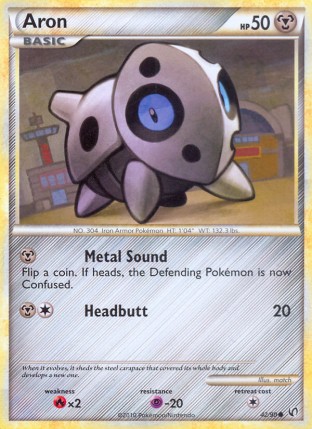 Aron
HP 50
BASIC
NO. 304 Iron Armor Pokémon HT: 1'04" WT: 132.3 lbs.
Metal Sound
Flip a coin. If heads, the Defending Pokémon is now
Confused.
Headbutt 20
When it evolves, it sheds the steel carapace that covered its whole body and
develops a new one.
Illus. match
weakness resistance retreat cost
×2 -20
©2010 Pokémon/Nintendo 42/90